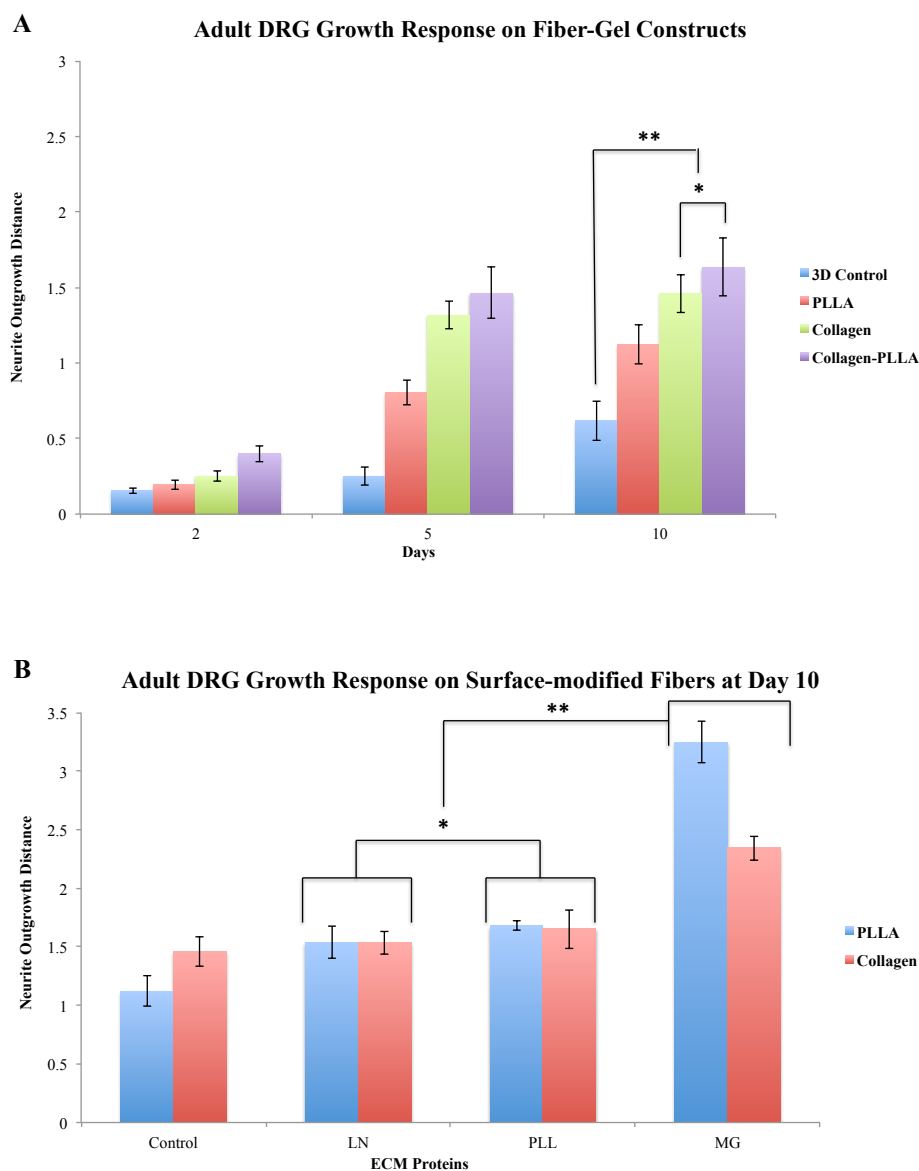 A
Adult DRG Growth Response on Fiber-Gel Constructs
3
2.5
2
1.5
1
0.5
0
Neurite Outgrowth Distance
**
*
2
5
10
Days
3D Control
PLLA
Collagen
Collagen-PLLA
B
Adult DRG Growth Response on Surface-modified Fibers at Day 10
3.5
3
2.5
2
1.5
1
0.5
0
Neurite Outgrowth Distance
**
*
Control
LN
PLL
MG
ECM Proteins
PLLA
Collagen